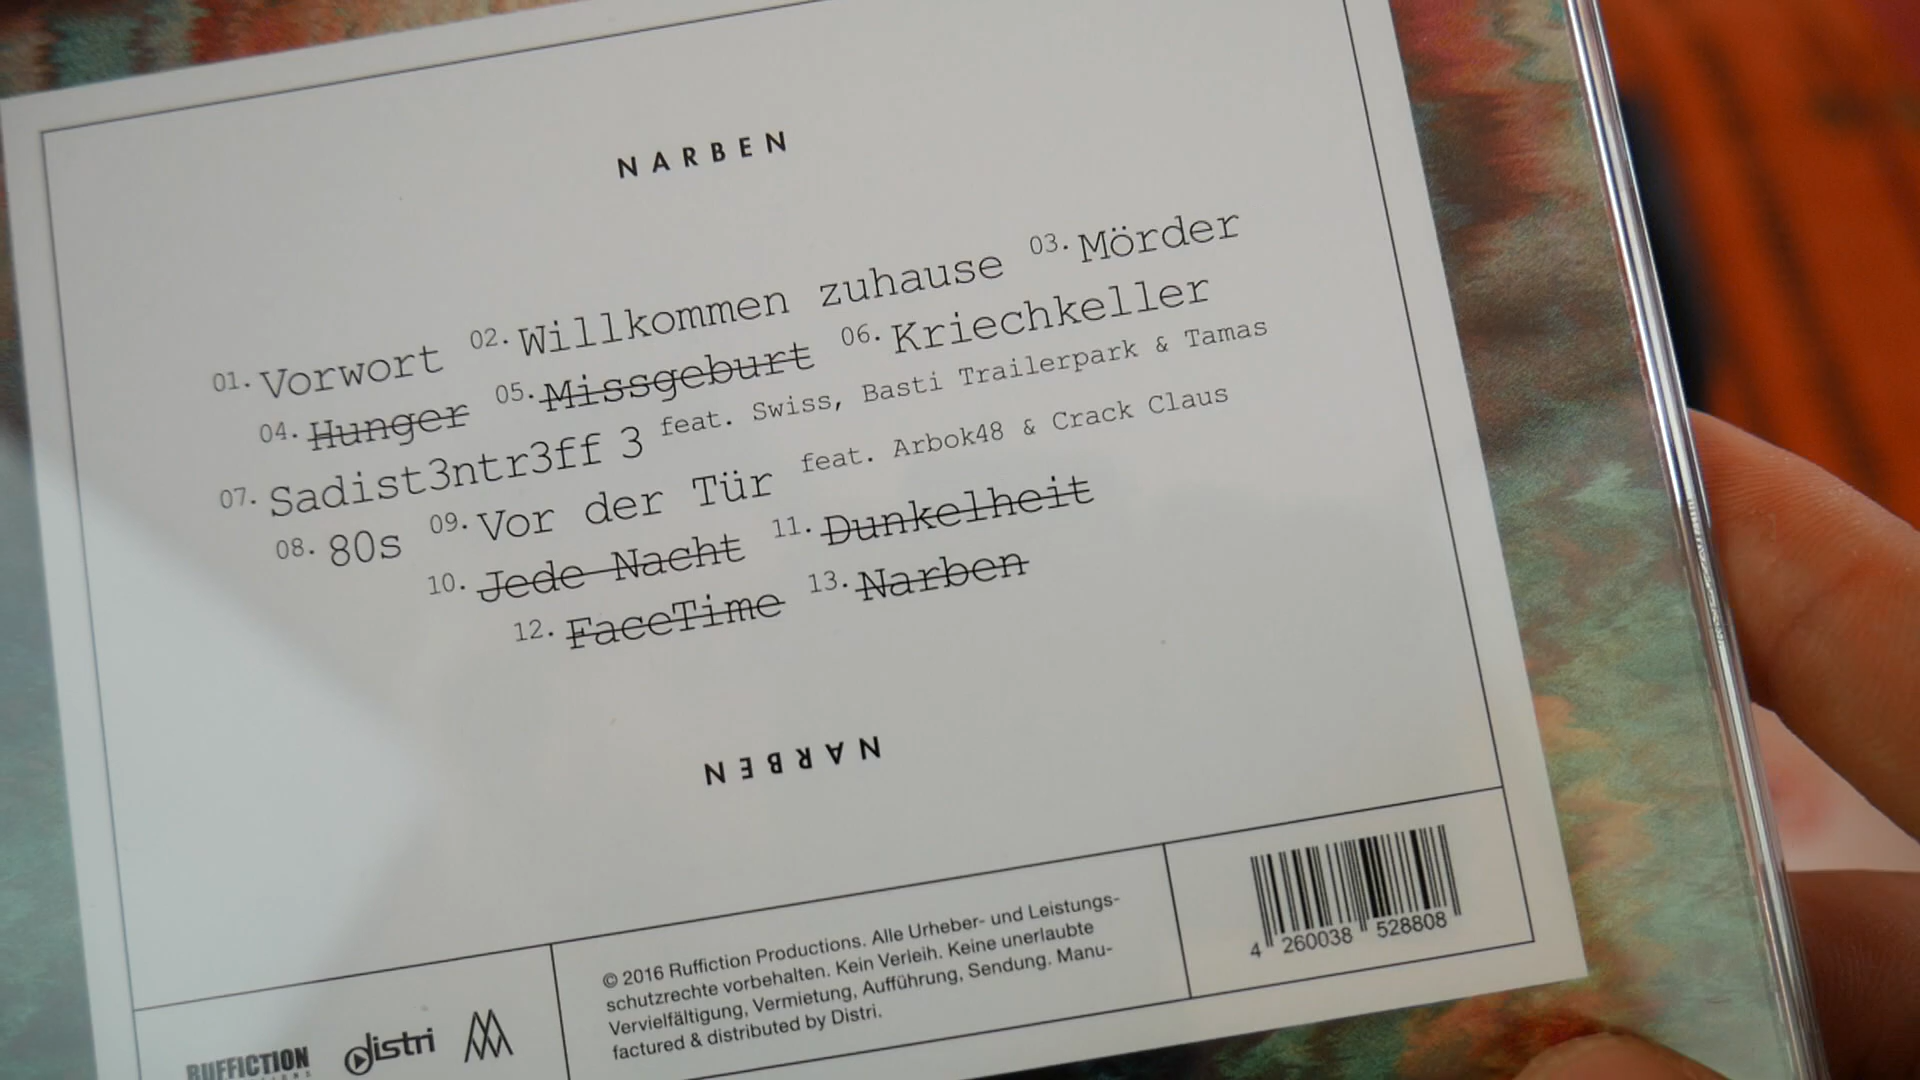 NARBEN
01. Vorwort 02. Willkommen zuhause 03. Mörder
04. Hunger 05. Missgeburt 06. Kriechkeller
07. Sadist3ntr3ff 3 feat. Swiss, Basti Trailerpark & Tamas
08. 80s 09. Vor der Tür feat. Arbok48 & Crack Claus
10. Jede Nacht 11. Dunkelheit
12. FaceTime 13. Narben
NARBEN
RUFFICTION
distri
© 2016 Ruffiction Productions. Alle Urheber- und Leistungs-
schutzrechte vorbehalten. Kein Verleih. Keine unerlaubte
Vervielfältigung, Vermietung, Aufführung, Sendung. Manu-
factured & distributed by Distri.
4 260038 528808